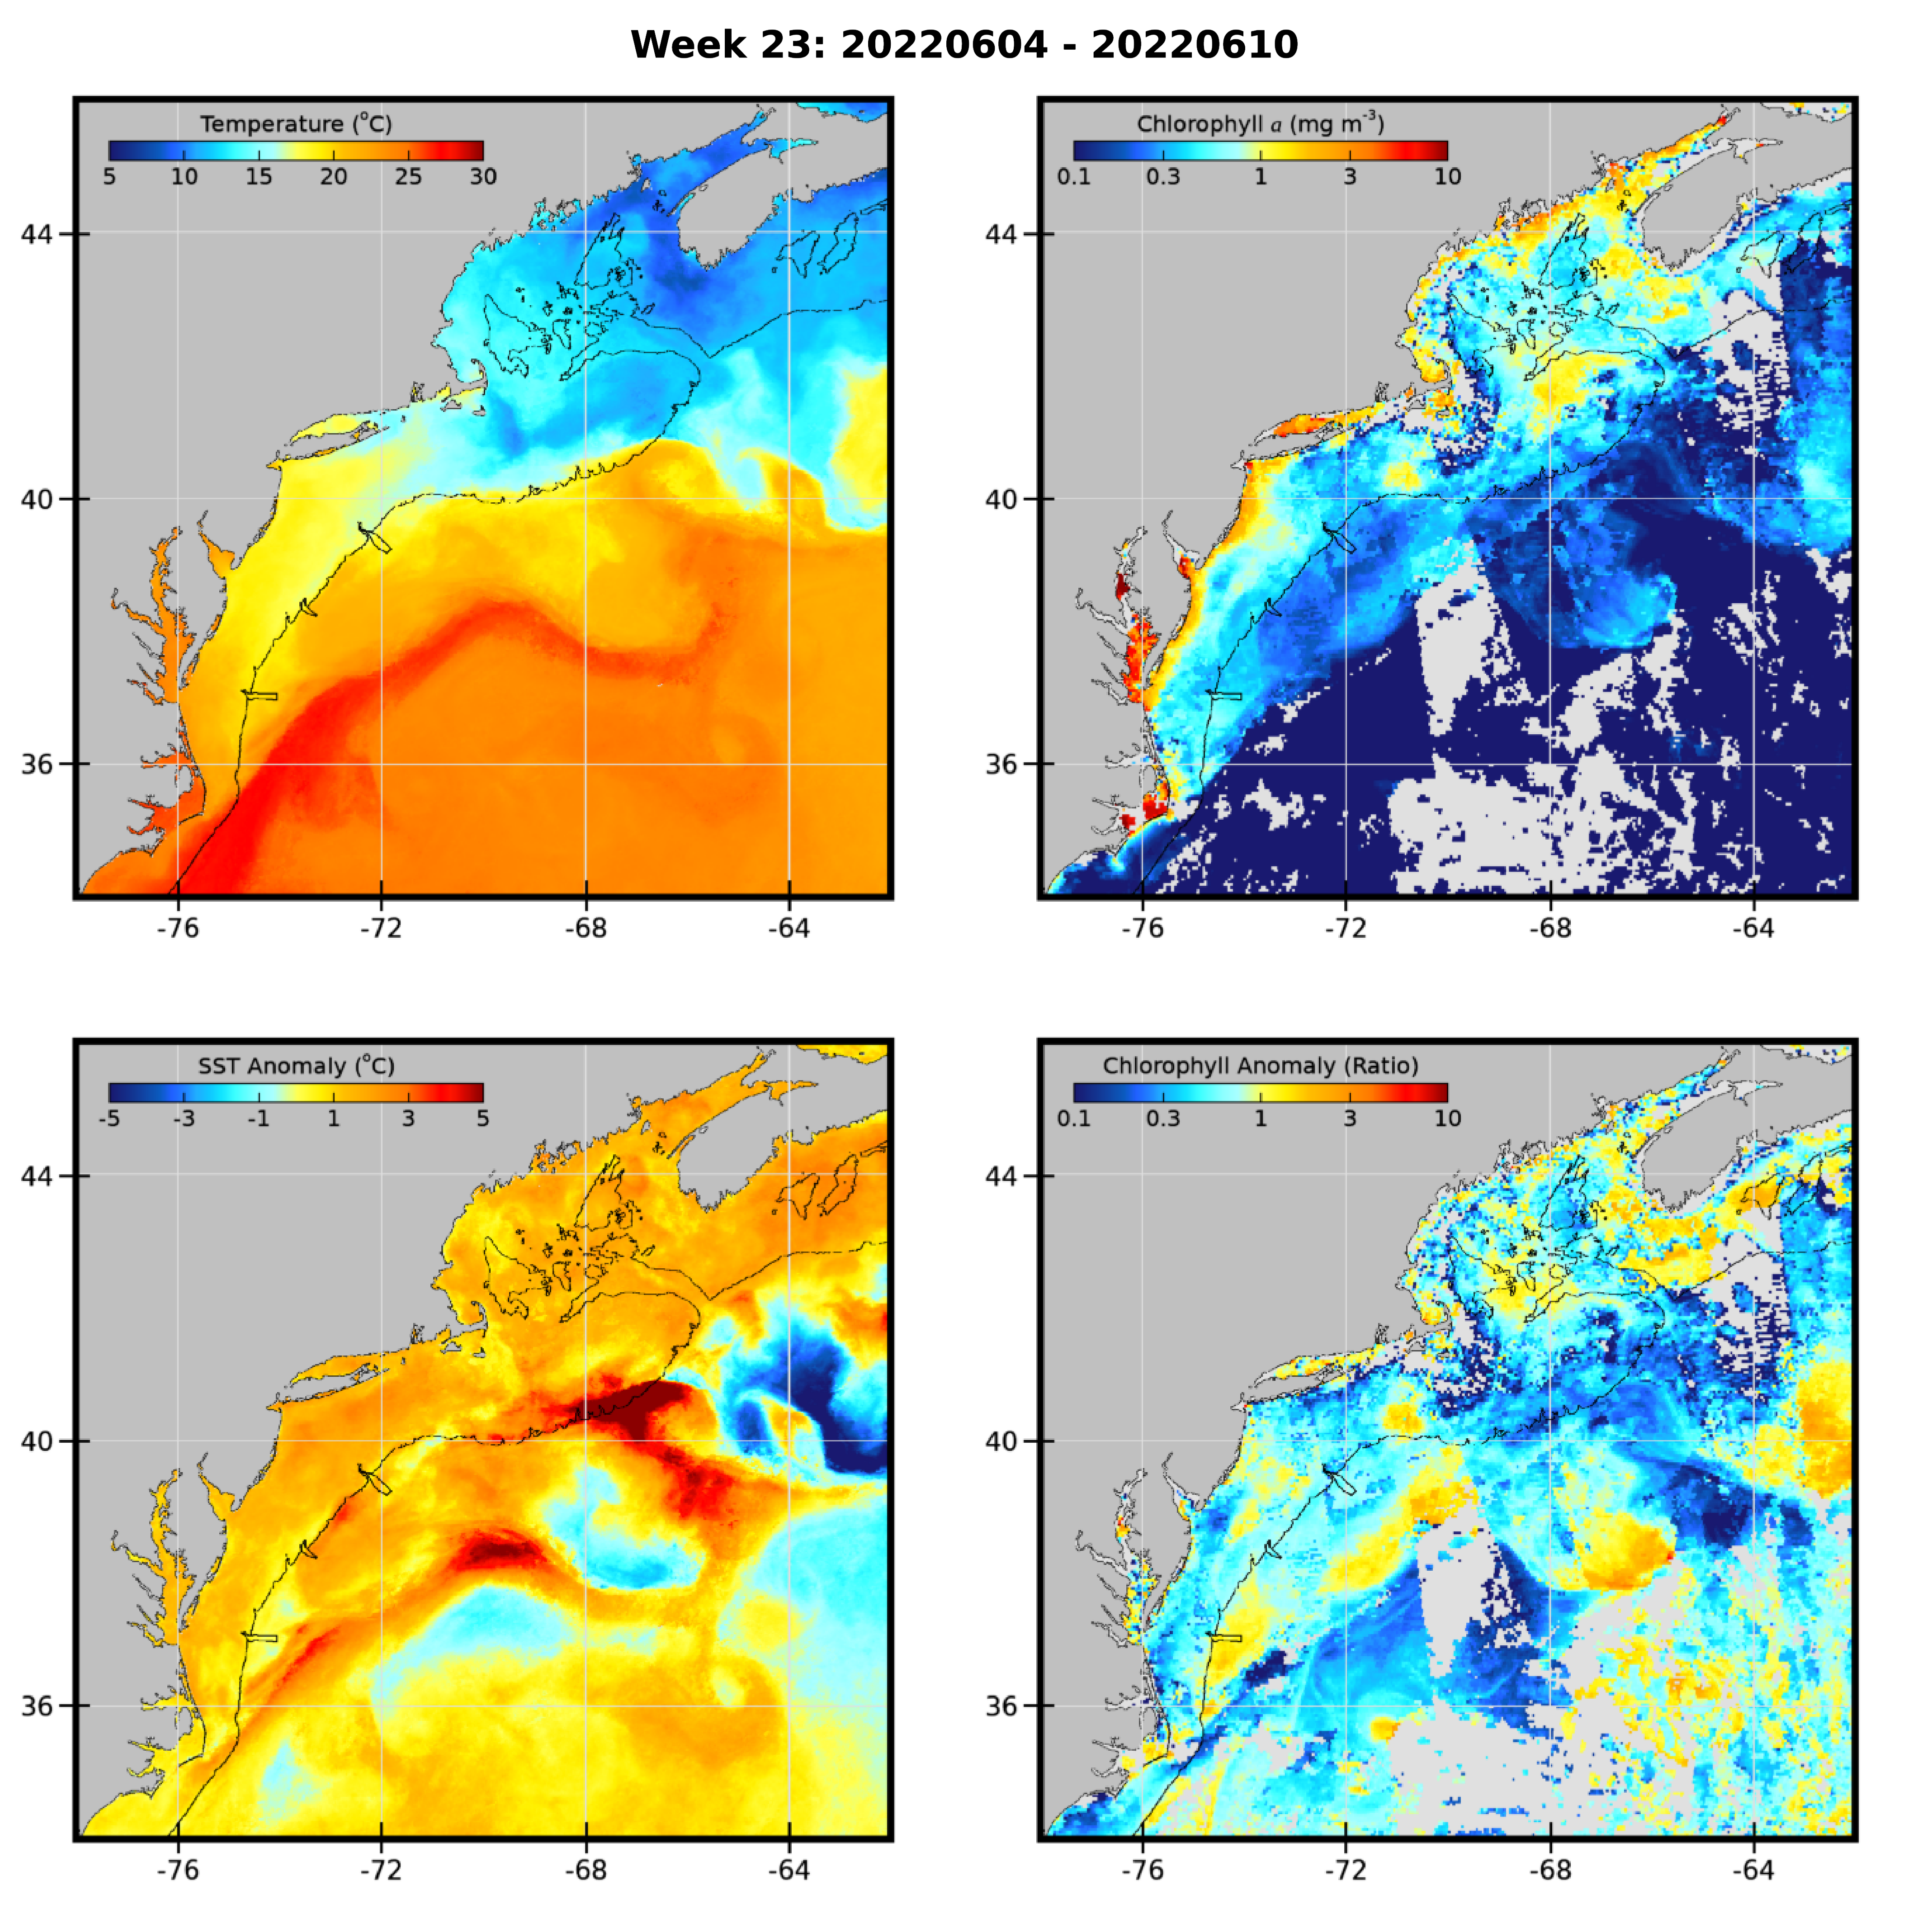 Week 23: 20220604 - 20220610
Temperature (°C)
5 10 15 20 25 30
44
40
36
-76 -72 -68 -64
Chlorophyll a (mg m⁻³)
0.1 0.3 1 3 10
44
40
36
-76 -72 -68 -64
SST Anomaly (°C)
-5 -3 -1 1 3 5
44
40
36
-76 -72 -68 -64
Chlorophyll Anomaly (Ratio)
0.1 0.3 1 3 10
44
40
36
-76 -72 -68 -64